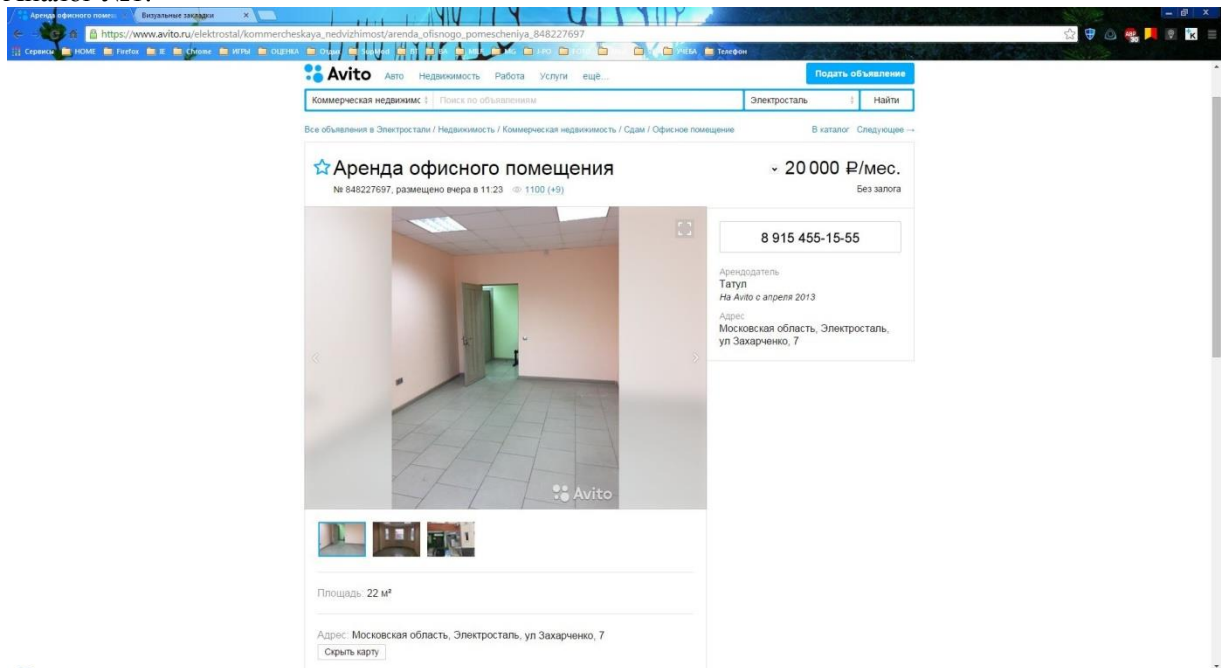 Аренда офисного помещ
Визуальные закладки
https://www.avito.ru/elektrostal/kommercheskaya_nedvizhimost/arenda_ofisnogo_pomescheniya_848227697
Сервисы HOME Firefox IE Chrome ИГРЫ ОЦЕНКА УЧЁБА Телефон
Avito Авто Недвижимость Работа Услуги ещё... Подать объявление
Коммерческая недвижимс Поиск по объявлениям Электросталь Найти
Все объявления в Электростали / Недвижимость / Коммерческая недвижимость / Сдам / Офисное помещение В каталог Следующее →
Аренда офисного помещения 20 000 ₽/мес.
№ 848227697, размещено вчера в 11:23 1100 (+9) Без залога
8 915 455-15-55
Арендодатель
Татул
На Avito с апреля 2013
Адрес
Московская область, Электросталь,
ул Захарченко, 7
Avito
Площадь: 22 м²
Адрес: Московская область, Электросталь, ул Захарченко, 7
Скрыть карту